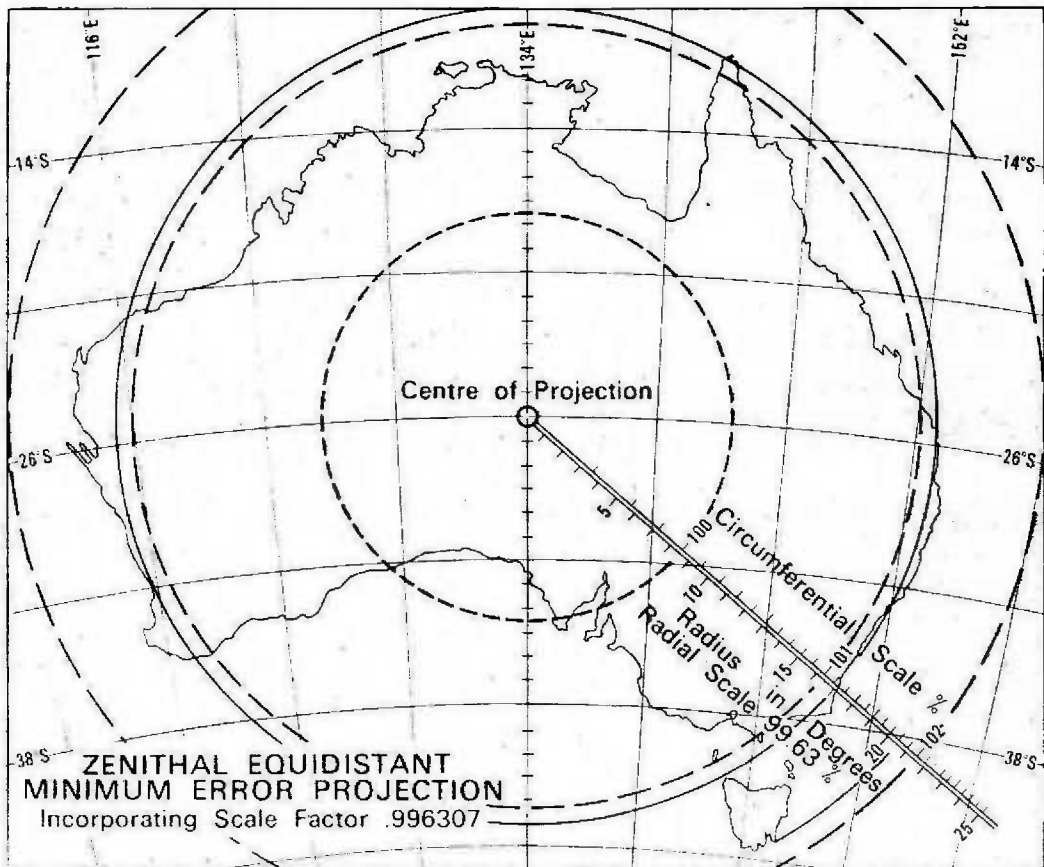 116°E
134°E
152°E
14°S
14°S
Centre of Projection
26°S
26°S
5
100
Circumferential Scale %
10
Radius in Degrees
15
101
Radial Scale 99.63 %
20
102
25
38°S
38°S
ZENITHAL EQUIDISTANT
MINIMUM ERROR PROJECTION
Incorporating Scale Factor .996307